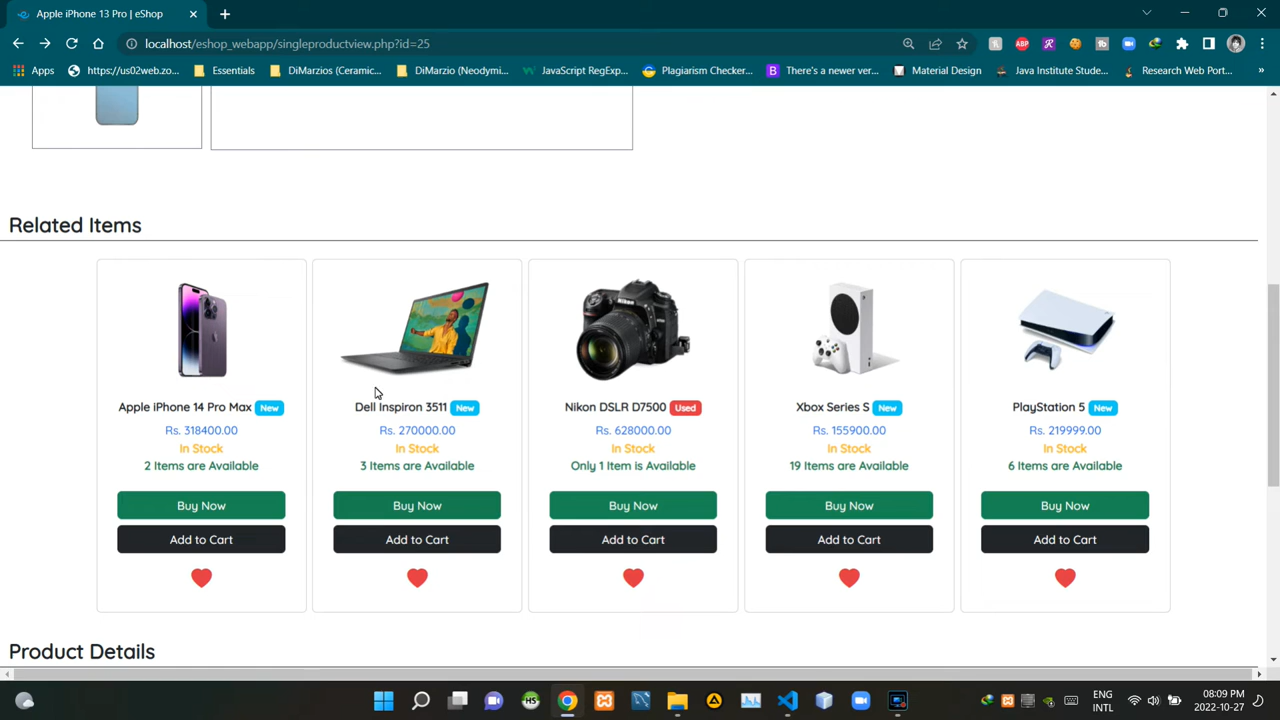 Apple iPhone 13 Pro | eShop
localhost/eshop_webapp/singleproductview.php?id=25
Apps
https://us02web.zo...
Essentials
DiMarzios (Ceramic...
DiMarzio (Neodymi...
JavaScript RegExp...
Plagiarism Checker...
There's a newer ver...
Material Design
Java Institute Stude...
Research Web Port...
Related Items
Apple iPhone 14 Pro Max New
Rs. 318400.00
In Stock
2 Items are Available
Buy Now
Add to Cart
Dell Inspiron 3511 New
Rs. 270000.00
In Stock
3 Items are Available
Buy Now
Add to Cart
Nikon DSLR D7500 Used
Rs. 628000.00
In Stock
Only 1 Item is Available
Buy Now
Add to Cart
Xbox Series S New
Rs. 155900.00
In Stock
19 Items are Available
Buy Now
Add to Cart
PlayStation 5 New
Rs. 219999.00
In Stock
6 Items are Available
Buy Now
Add to Cart
Product Details
ENG
INTL
08:09 PM
2022-10-27